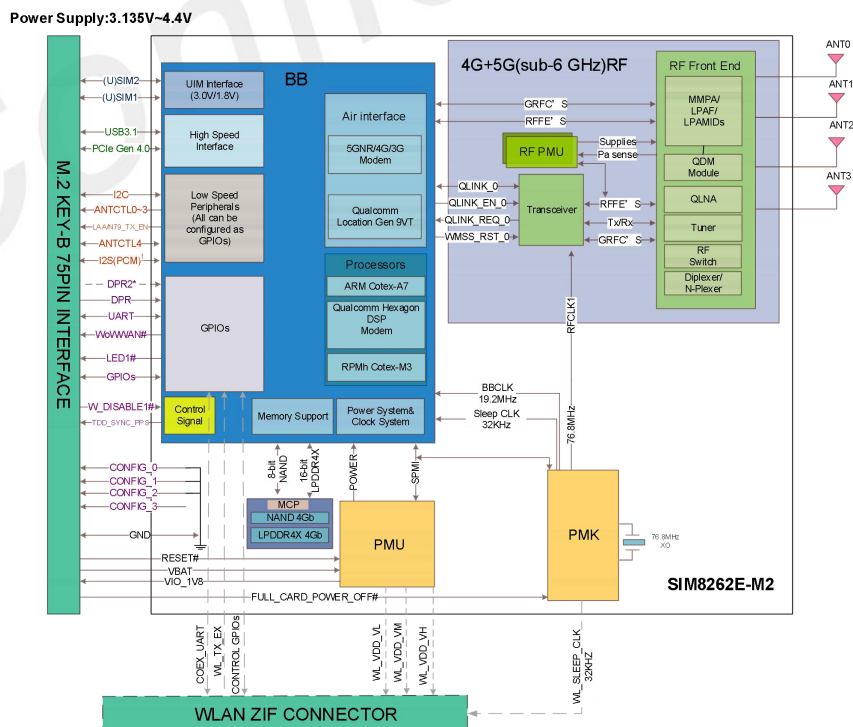 Power Supply:3.135V~4.4V
M.2 KEY-B 75PIN INTERFACE
(U)SIM2
(U)SIM1
USB3.1
PCIe Gen 4.0
I2C
ANTCTL0~3
LAA/N79_TX_EN
ANTCTL4
I2S(PCM)¹
DPR2*
DPR
UART
WoWWAN#
LED1#
GPIOs
W_DISABLE1#
TDD_SYNC_PPS
CONFIG_0
CONFIG_1
CONFIG_2
CONFIG_3
GND
RESET#
VBAT
VIO_1V8
FULL_CARD_POWER_OFF#
BB
UIM Interface
(3.0V/1.8V)
High Speed
Interface
Low Speed
Peripherals
(All can be
configured as
GPIOs)
GPIOs
Control
Signal
Air interface
5GNR/4G/3G
Modem
Qualcomm
Location Gen 9VT
Processors
ARM Cotex-A7
Qualcomm Hexagon
DSP
Modem
RPMh Cotex-M3
Memory Support
Power System&
Clock System
8-bit
NAND
16-bit
LPDDR4X
POWER
SPMI
MCP
NAND 4Gb
LPDDR4X 4Gb
PMU
4G+5G(sub-6 GHz)RF
GRFC' S
RFFE' S
RF PMU
Supplies
Pa sense
QLINK_0
QLINK_EN_0
QLINK_REQ_0
WMSS_RST_0
Transceiver
RFFE' S
Tx/Rx
GRFC' S
RF Front End
MMPA/
LPAF/
LPAMIDs
QDM
Module
QLNA
Tuner
RF
Switch
Diplexer/
N-Plexer
ANT0
ANT1
ANT2
ANT3
RFCLK1
76.8MHz
BBCLK
19.2MHz
Sleep CLK
32KHz
PMK
76.8MHz
XO
SIM8262E-M2
COEX_UART
WL_TX_EX
CONTROL GPIOs
WL_VDD_VL
WL_VDD_VM
WL_VDD_VH
WL_SLEEP_CLK
32KHZ
WLAN ZIF CONNECTOR